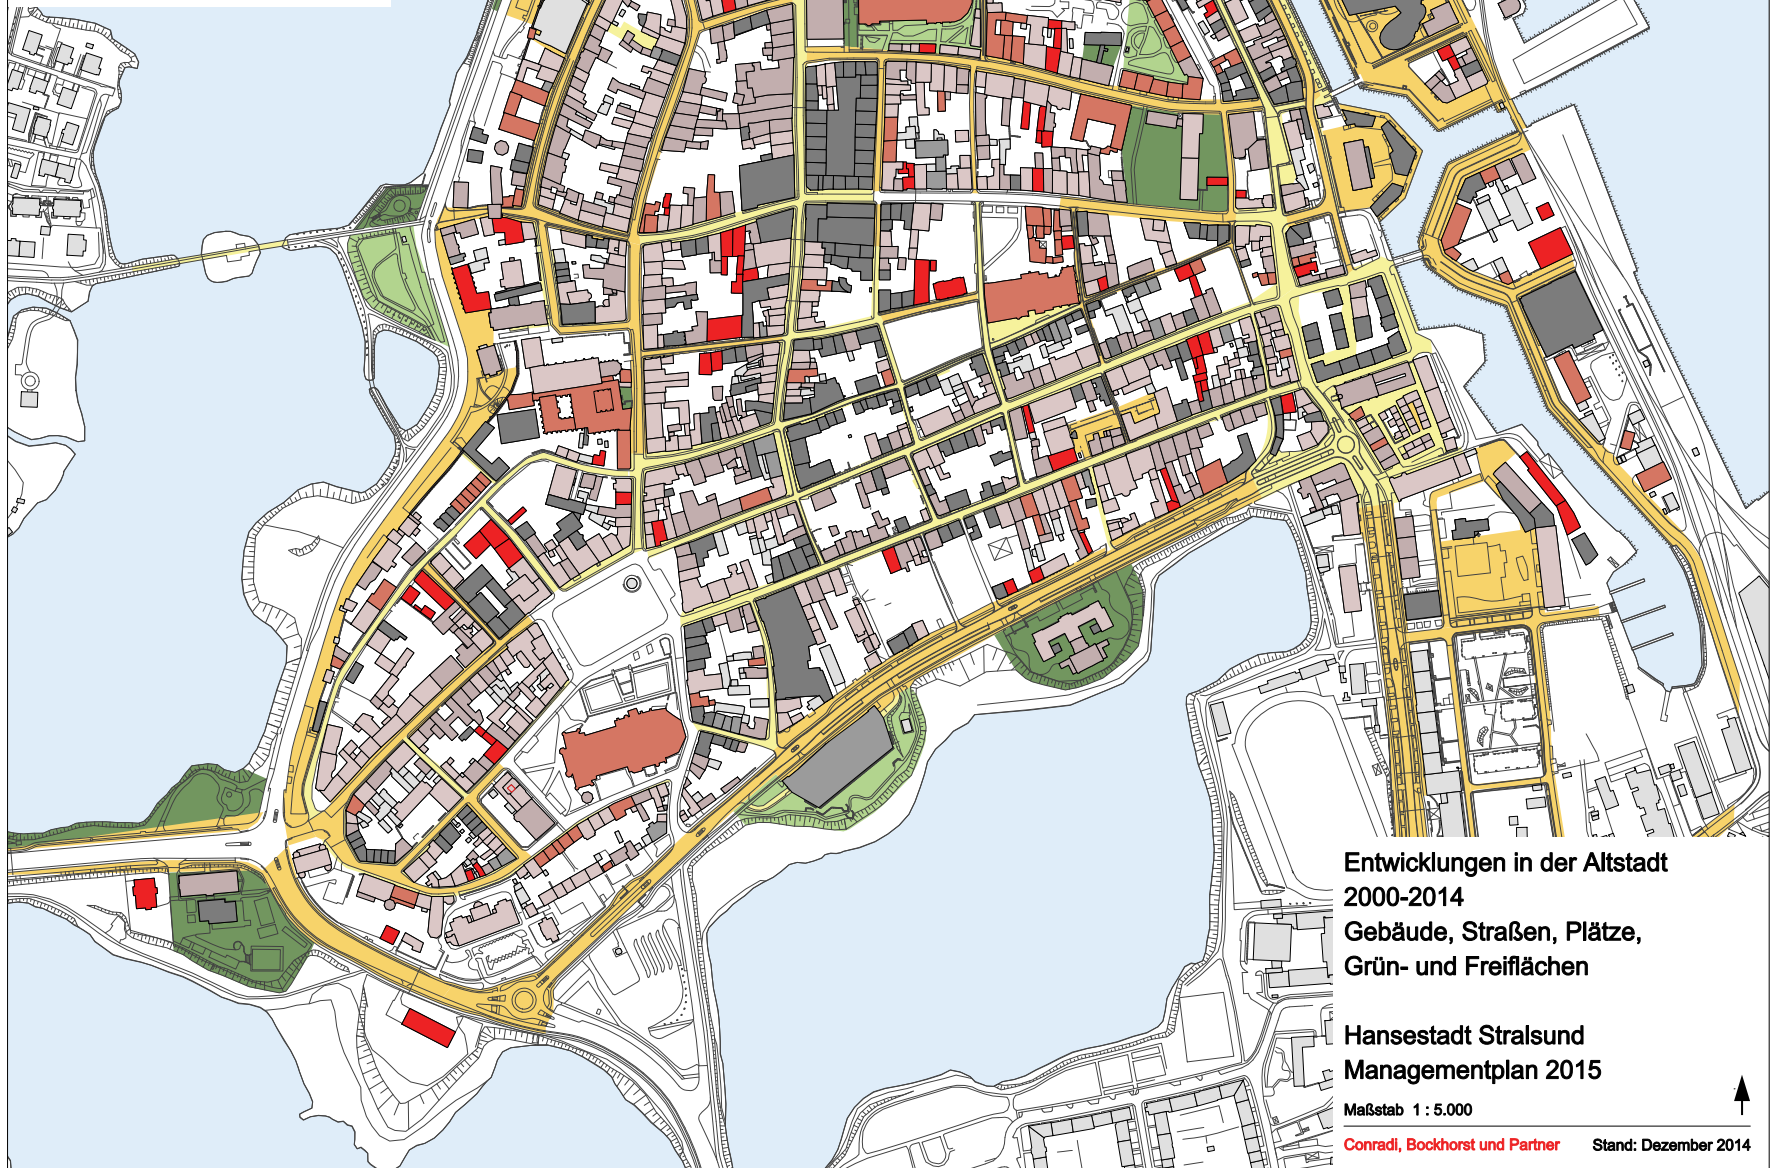 Entwicklungen in der Altstadt
2000-2014
Gebäude, Straßen, Plätze,
Grün- und Freiflächen
Hansestadt Stralsund
Managementplan 2015
Maßstab 1 : 5.000
Conradi, Bockhorst und Partner Stand: Dezember 2014